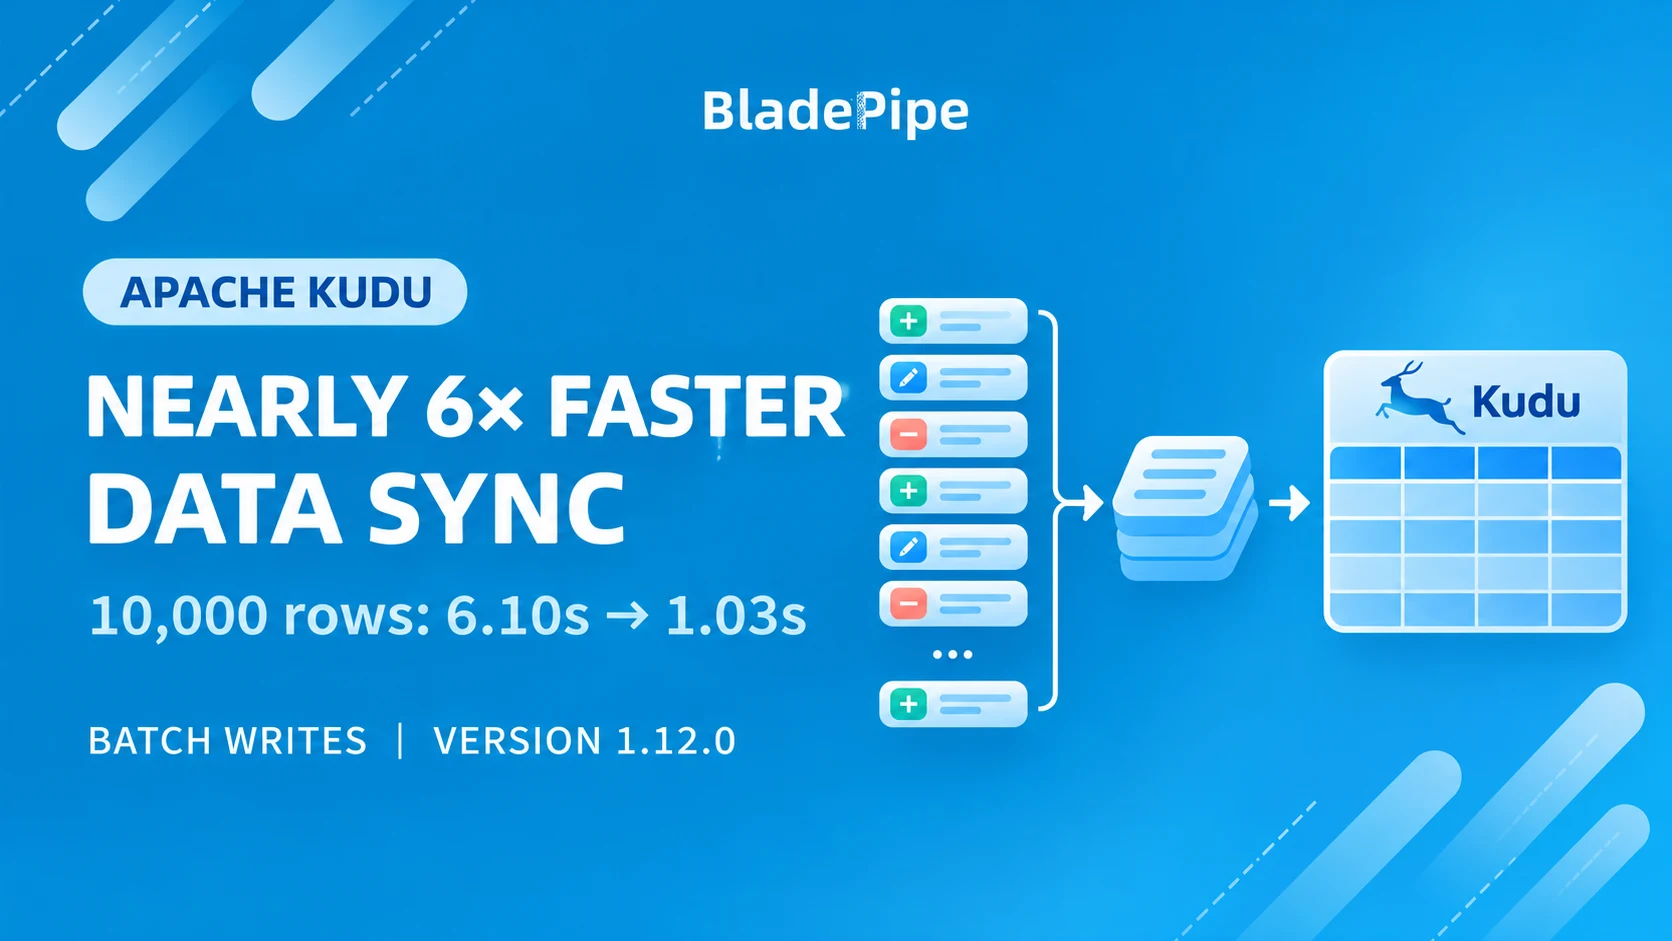 BladePipe
APACHE KUDU
NEARLY 6× FASTER
DATA SYNC
10,000 rows: 6.10s → 1.03s
BATCH WRITES | VERSION 1.12.0
Kudu